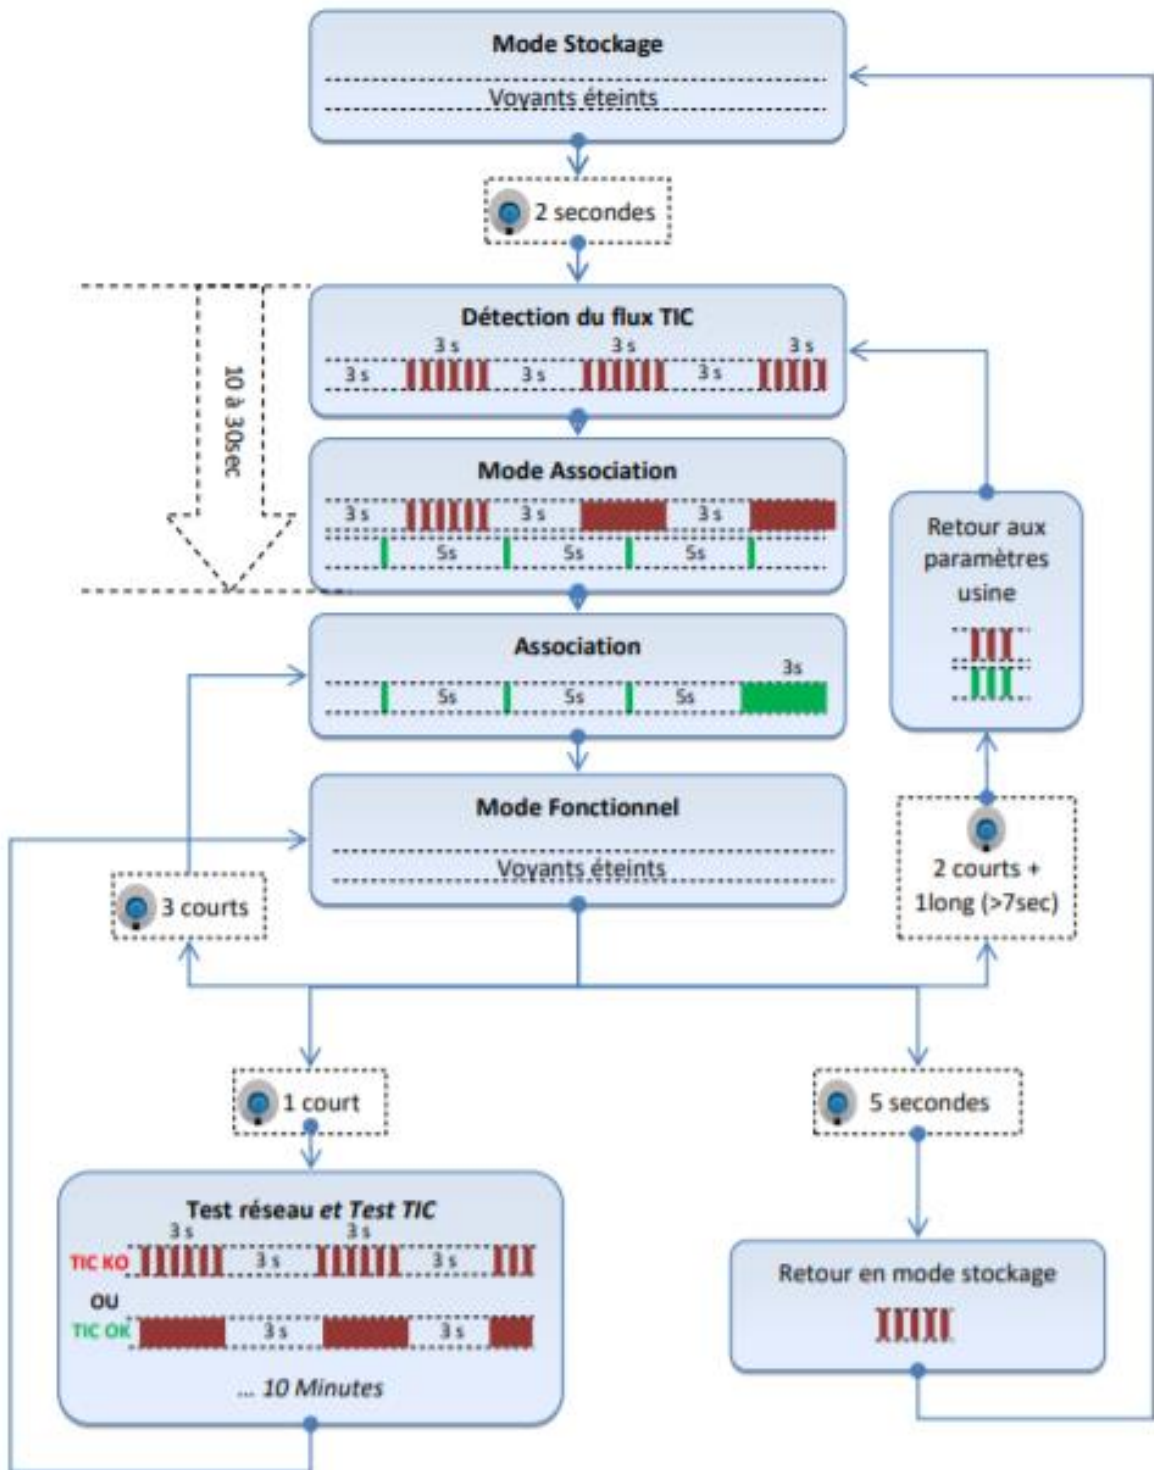 Mode Stockage
Voyants éteints
2 secondes
10 à 30sec
Détection du flux TIC
3 s 3 s 3 s
3 s 3 s 3 s
Mode Association
3 s 3 s 3 s
5s 5s 5s
Retour aux
paramètres
usine
Association
3s
5s 5s 5s
Mode Fonctionnel
Voyants éteints
3 courts
2 courts +
1long (>7sec)
1 court
5 secondes
Test réseau et Test TIC
3 s 3 s
TIC KO 3 s 3 s
OU
TIC OK 3 s 3 s
... 10 Minutes
Retour en mode stockage